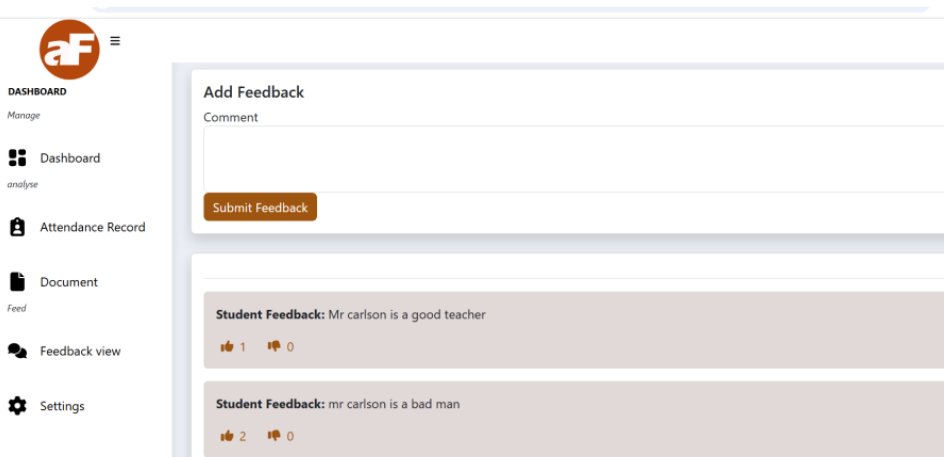 aF
DASHBOARD
Manage
Dashboard
analyse
Attendance Record
Document
Feed
Feedback view
Settings
Add Feedback
Comment
Submit Feedback
Student Feedback: Mr carlson is a good teacher
1 0
Student Feedback: mr carlson is a bad man
2 0